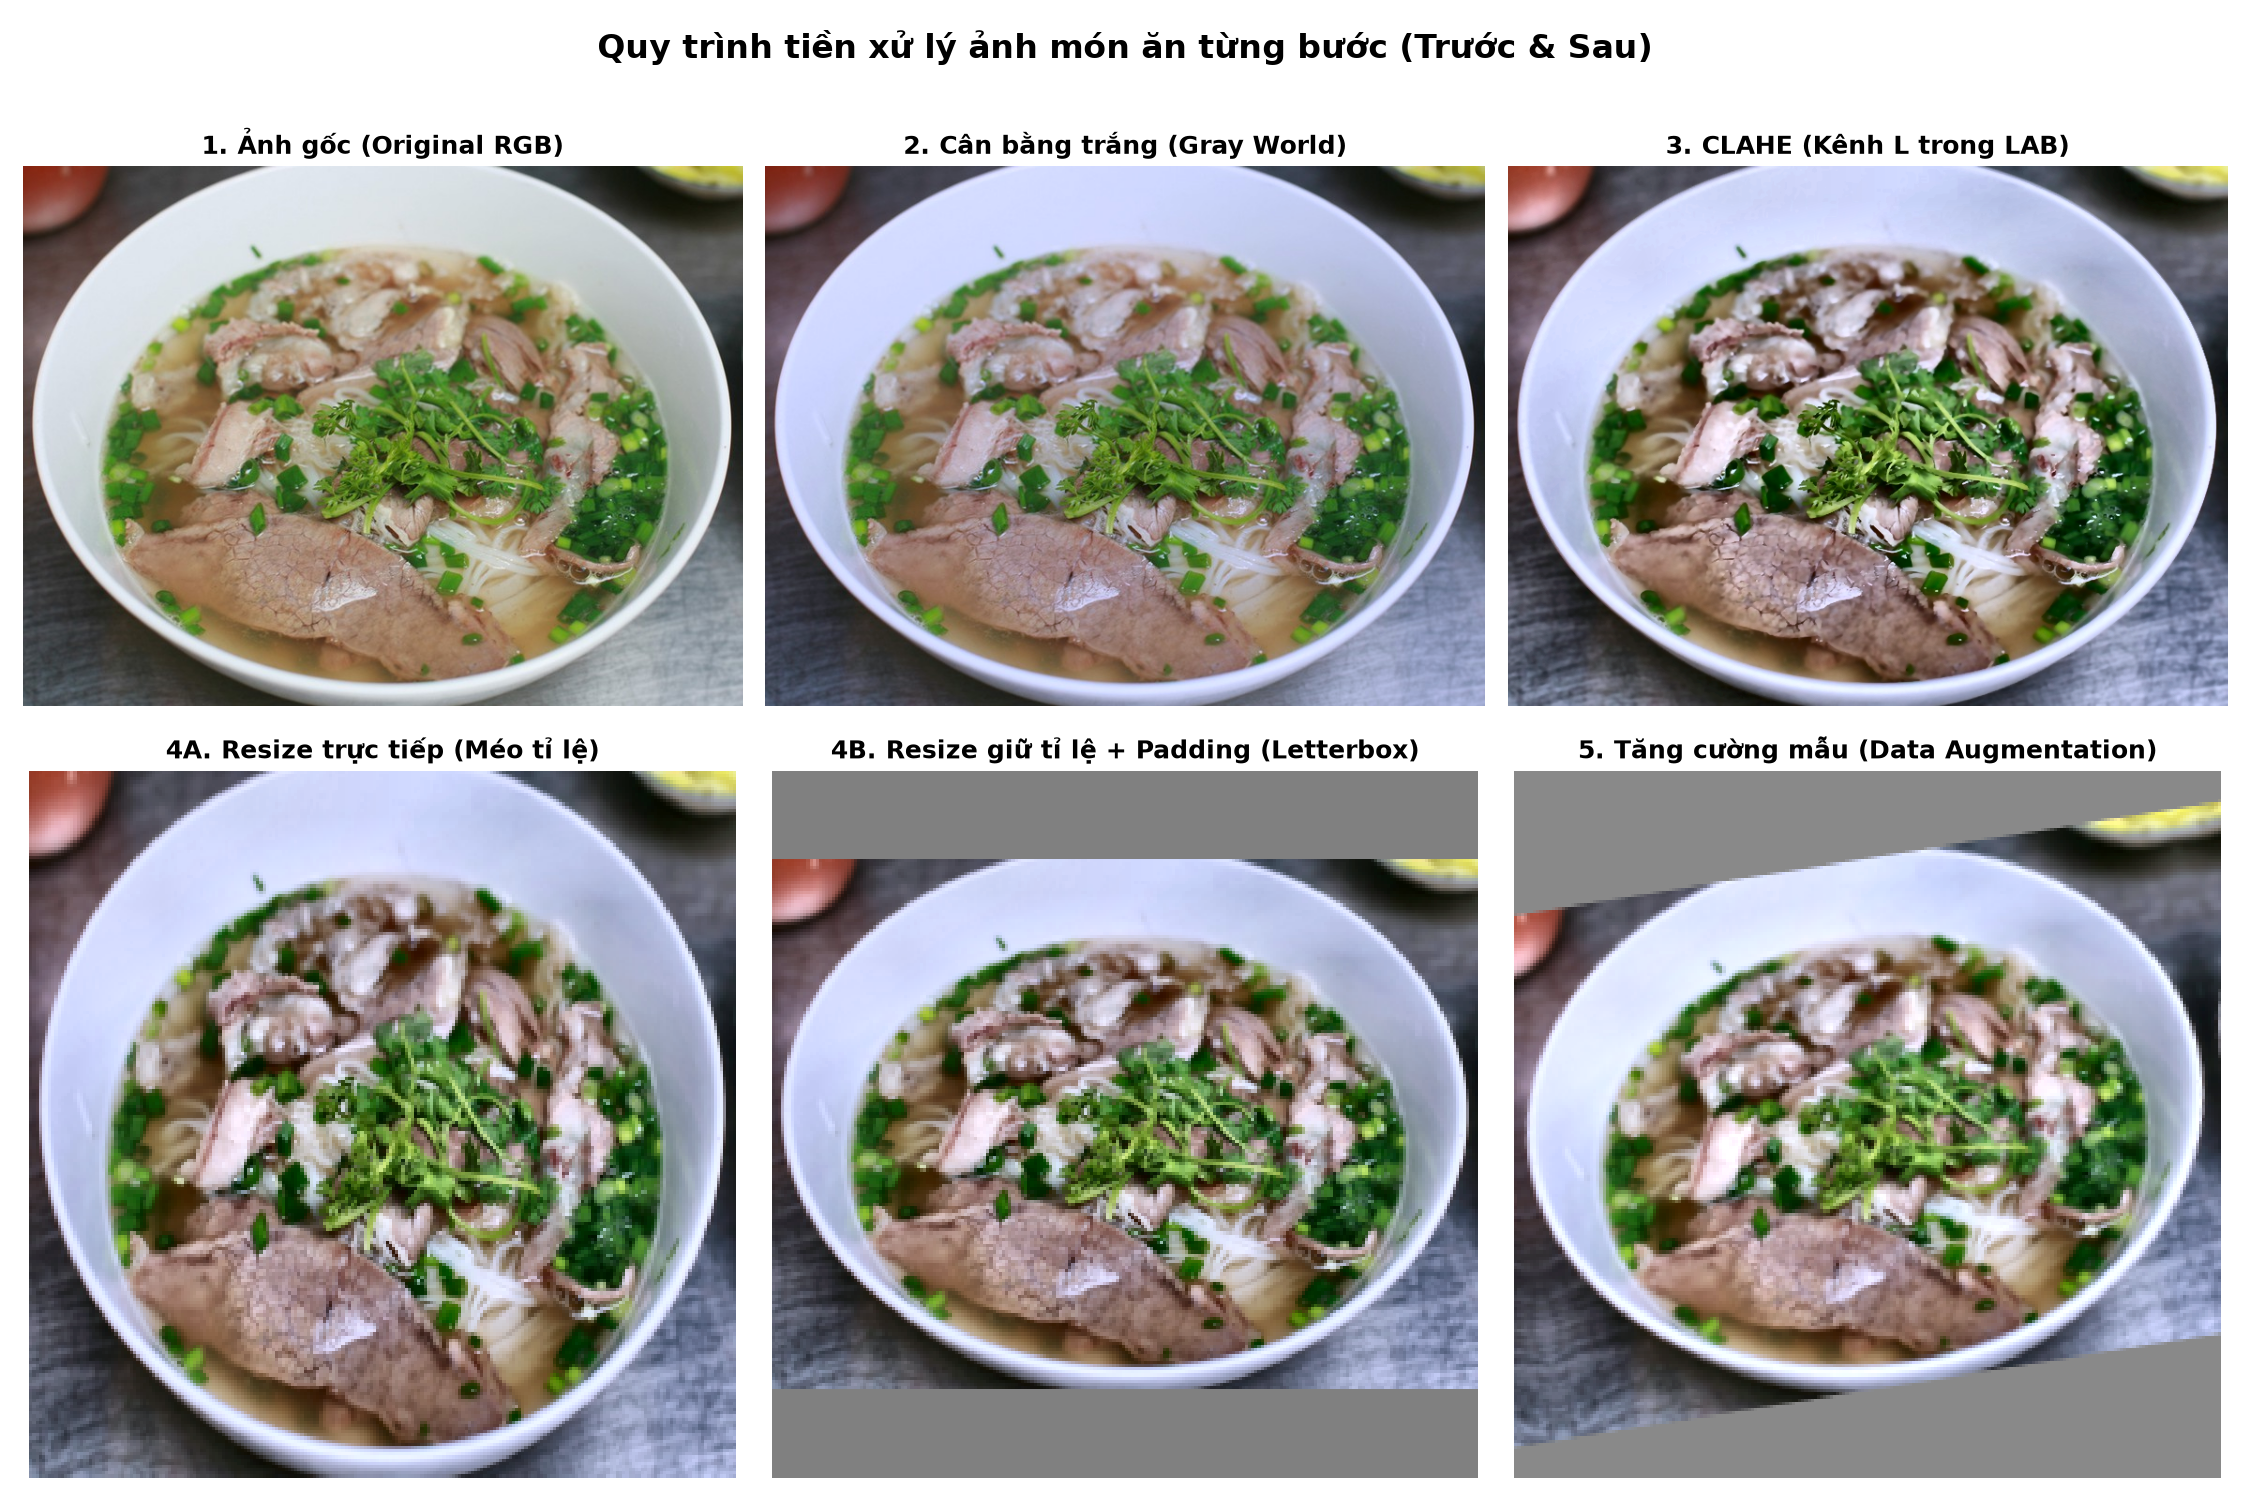 Quy trình tiền xử lý ảnh món ăn từng bước (Trước & Sau)
1. Ảnh gốc (Original RGB)
2. Cân bằng trắng (Gray World)
3. CLAHE (Kênh L trong LAB)
4A. Resize trực tiếp (Méo tỉ lệ)
4B. Resize giữ tỉ lệ + Padding (Letterbox)
5. Tăng cường mẫu (Data Augmentation)